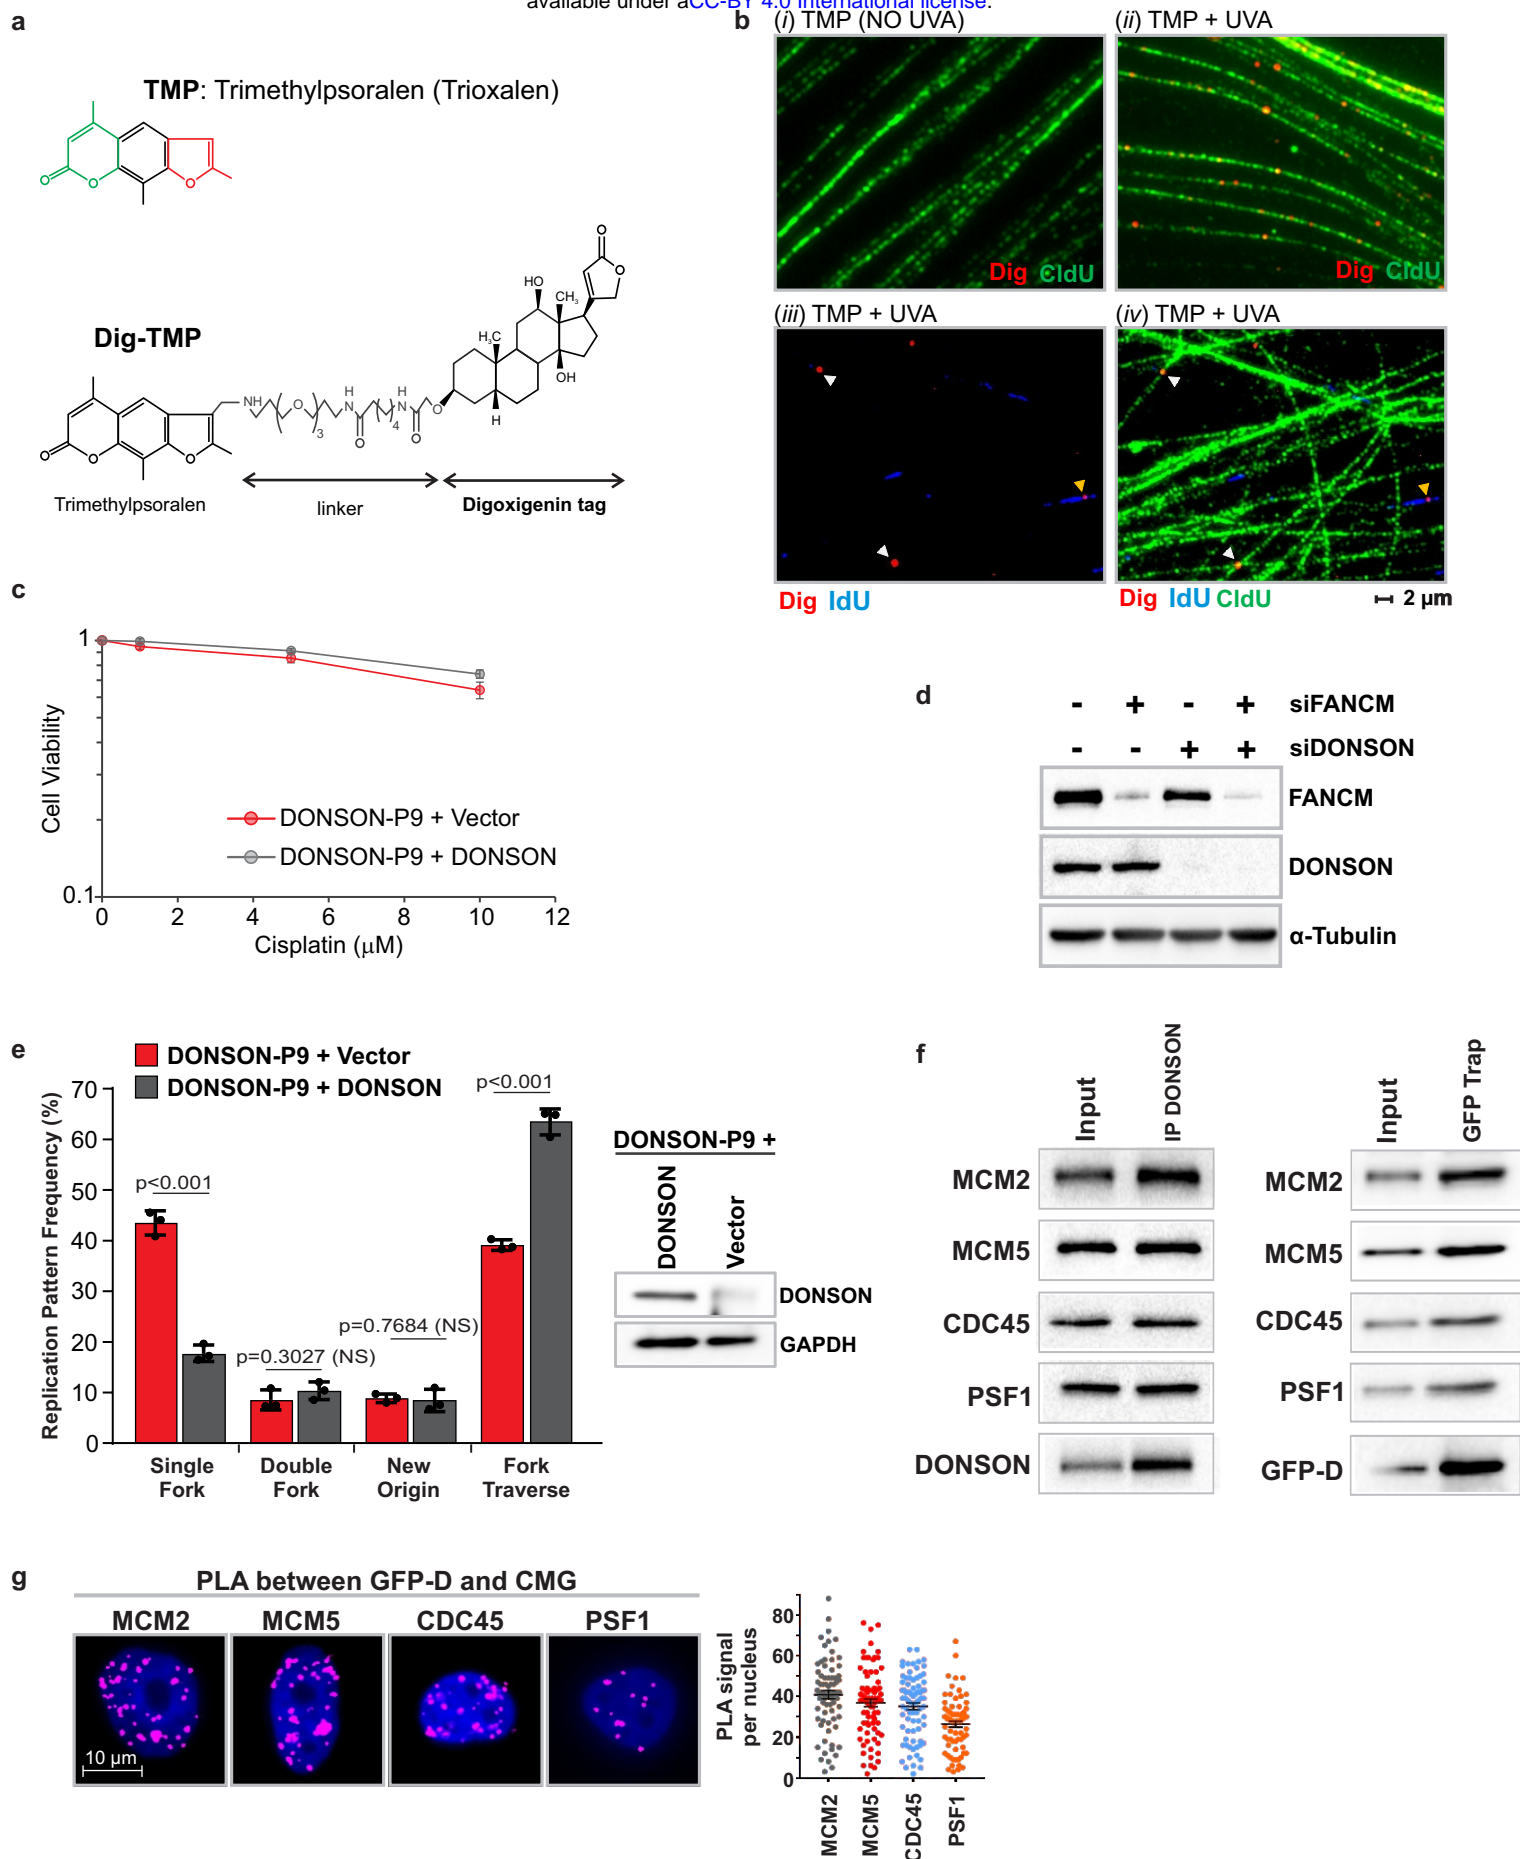 available under aCC-BY 4.0 International license.
a
TMP: Trimethylpsoralen (Trioxalen)
O
O
O
Dig-TMP
O
O
HO
CH₃
H₃C
OH
H
O
O
O
NH
O
3
H
N
O
4
H
N
O
O
Trimethylpsoralen
linker
Digoxigenin tag
b
(i) TMP (NO UVA)
(ii) TMP + UVA
Dig CldU
Dig CldU
(iii) TMP + UVA
(iv) TMP + UVA
Dig IdU
Dig IdU CldU
2 µm
c
Cell Viability
1
0.1
DONSON-P9 + Vector
DONSON-P9 + DONSON
0 2 4 6 8 10 12
Cisplatin (µM)
d
- + - + siFANCM
- - + + siDONSON
FANCM
DONSON
α-Tubulin
e
DONSON-P9 + Vector
DONSON-P9 + DONSON
Replication Pattern Frequency (%)
70
60
50
40
30
20
10
0
p<0.001
p=0.3027 (NS)
p=0.7684 (NS)
p<0.001
Single Fork
Double Fork
New Origin
Fork Traverse
DONSON-P9 +
DONSON
Vector
DONSON
GAPDH
f
Input
IP DONSON
MCM2
MCM5
CDC45
PSF1
DONSON
Input
GFP Trap
MCM2
MCM5
CDC45
PSF1
GFP-D
g
PLA between GFP-D and CMG
MCM2
MCM5
CDC45
PSF1
10 µm
PLA signal
per nucleus
80
60
40
20
0
MCM2
MCM5
CDC45
PSF1